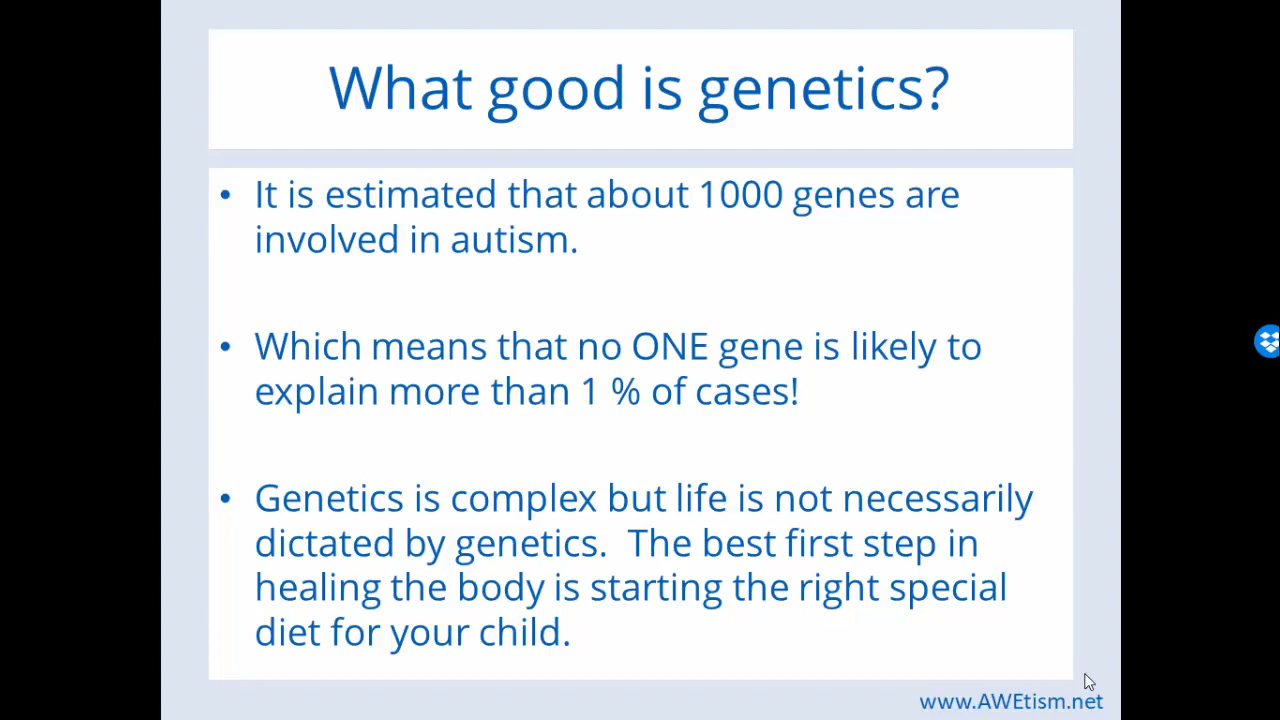 What good is genetics?
• It is estimated that about 1000 genes are
involved in autism.
• Which means that no ONE gene is likely to
explain more than 1 % of cases!
• Genetics is complex but life is not necessarily
dictated by genetics.  The best first step in
healing the body is starting the right special
diet for your child.
www.AWEtism.net